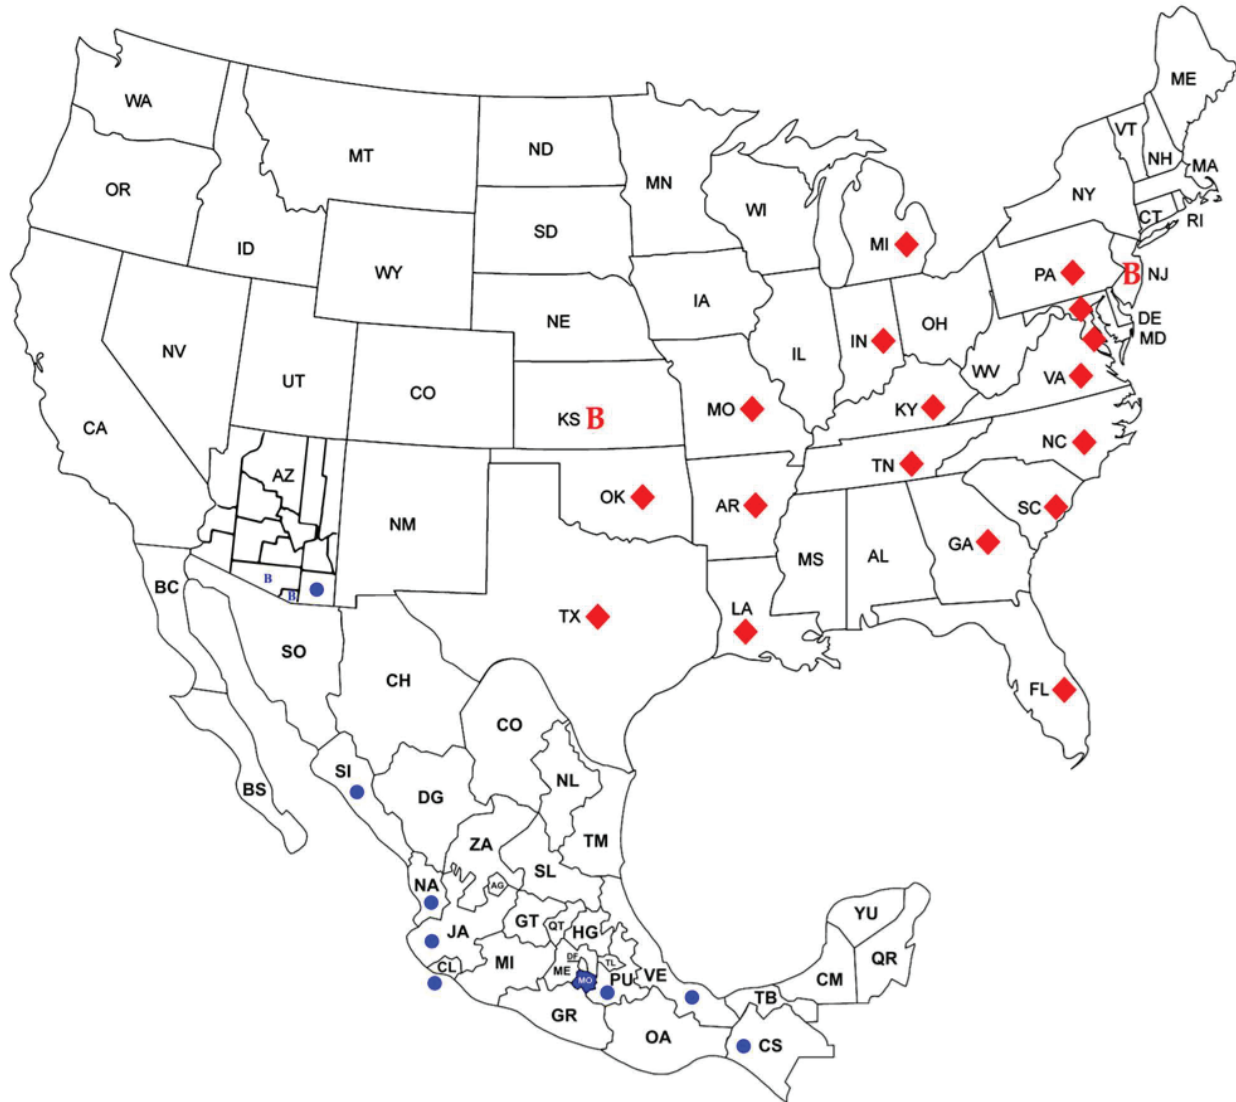 ME
WA
VT
MT
ND
NH
MA
MN
OR
NY
WI
CT
RI
SD
MI
ID
WY
PA
B
NJ
IA
NE
DE
OH
MD
IN
NV
IL
WV
UT
VA
CO
KS
B
MO
KY
CA
NC
TN
AZ
OK
AR
SC
NM
GA
MS
AL
B
BC
B
LA
TX
SO
CH
FL
CO
SI
NL
BS
DG
TM
ZA
SL
NA
AG
YU
GT
QT
JA
HG
DF
QR
CL
MI
TL
ME
VE
CM
MO
PU
TB
GR
OA
CS